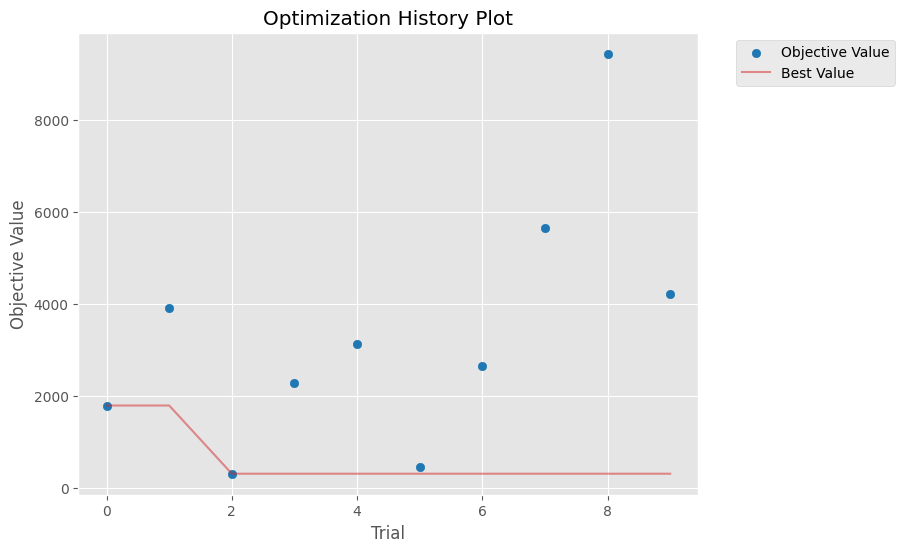 Optimization History Plot
Objective Value
Best Value
8000
6000
4000
2000
0
Objective Value
0 2 4 6 8
Trial